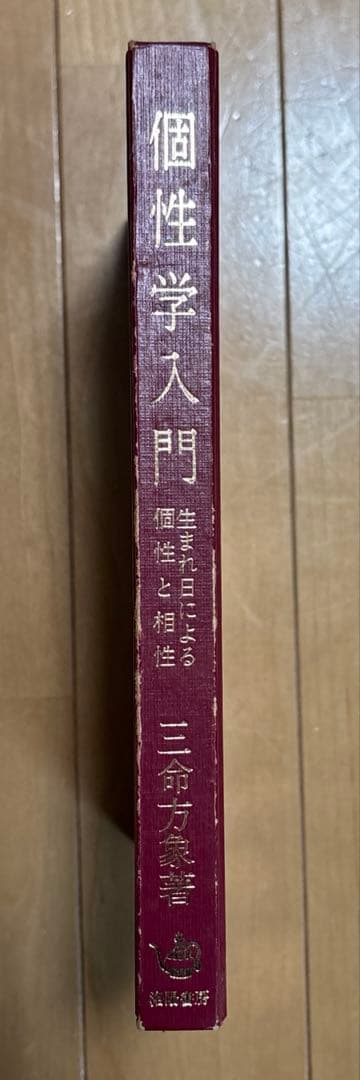 個性学入門
生まれ日による
個性と相性
三命方象著